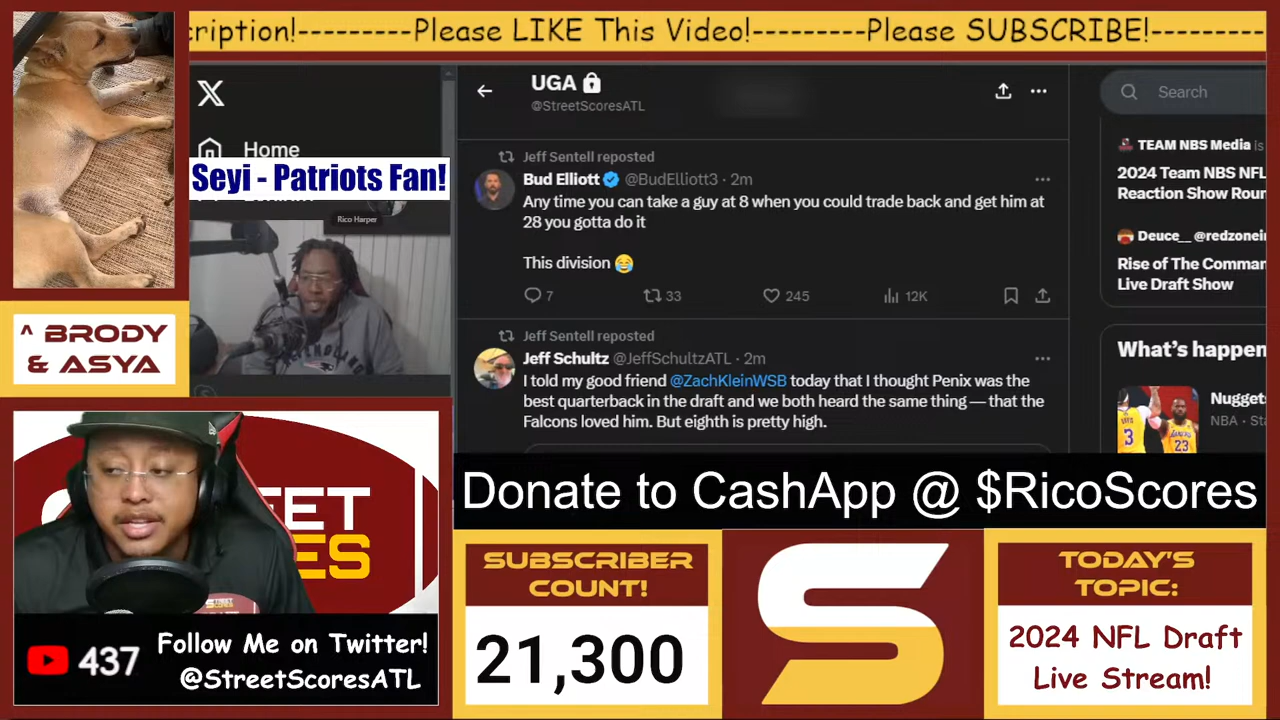 cription!---------Please LIKE This Video!---------Please SUBSCRIBE!---------
UGA
@StreetScoresATL
Search
Home
Seyi - Patriots Fan!
Rico Harper
Jeff Sentell reposted
Bud Elliott @BudElliott3 · 2m
Any time you can take a guy at 8 when you could trade back and get him at
28 you gotta do it
This division 😂
7 33 245 12K
Jeff Sentell reposted
Jeff Schultz @JeffSchultzATL · 2m
I told my good friend @ZachKleinWSB today that I thought Penix was the
best quarterback in the draft and we both heard the same thing — that the
Falcons loved him. But eighth is pretty high.
TEAM NBS Media is
2024 Team NBS NFL
Reaction Show Roun
Deuce__ @redzonein
Rise of The Comman
Live Draft Show
What's happen
Nugget
NBA · Sta
^ BRODY
& ASYA
STREET
SCORES
437
Follow Me on Twitter!
@StreetScoresATL
Donate to CashApp @ $RicoScores
SUBSCRIBER
COUNT!
21,300
S
TODAY'S
TOPIC:
2024 NFL Draft
Live Stream!